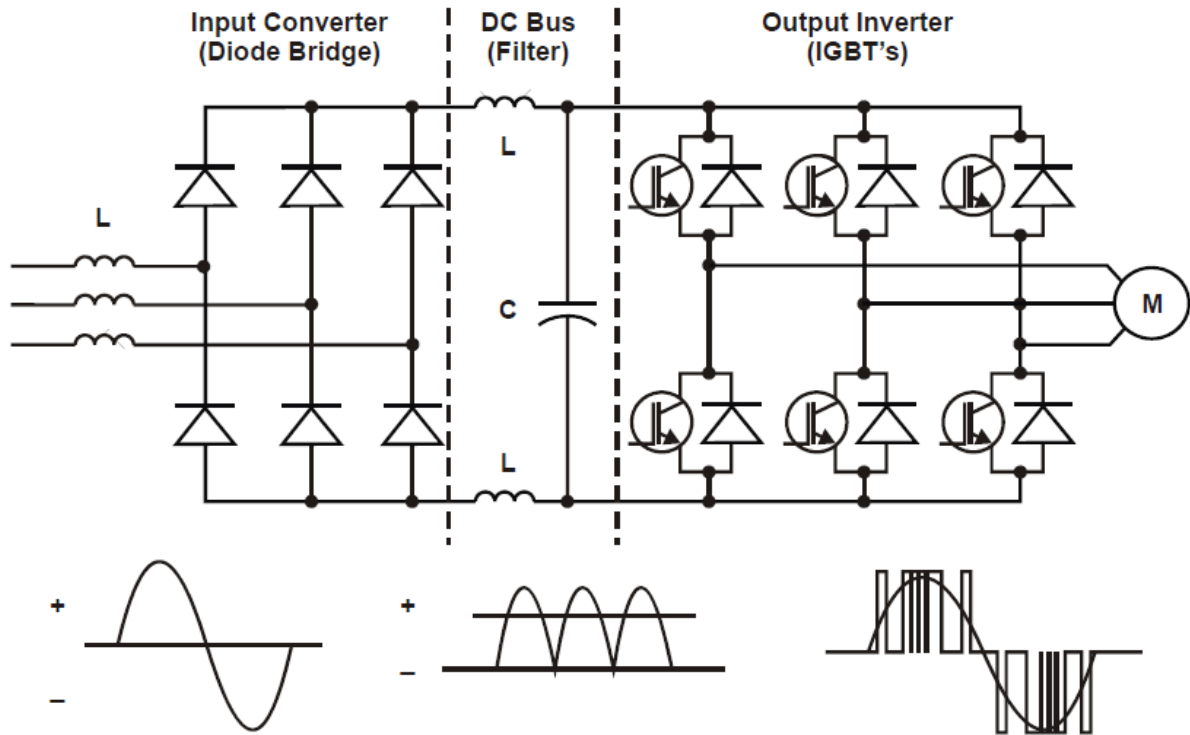 Input Converter
(Diode Bridge)
DC Bus
(Filter)
Output Inverter
(IGBT's)
L
L
C
L
M
+
–
+
–